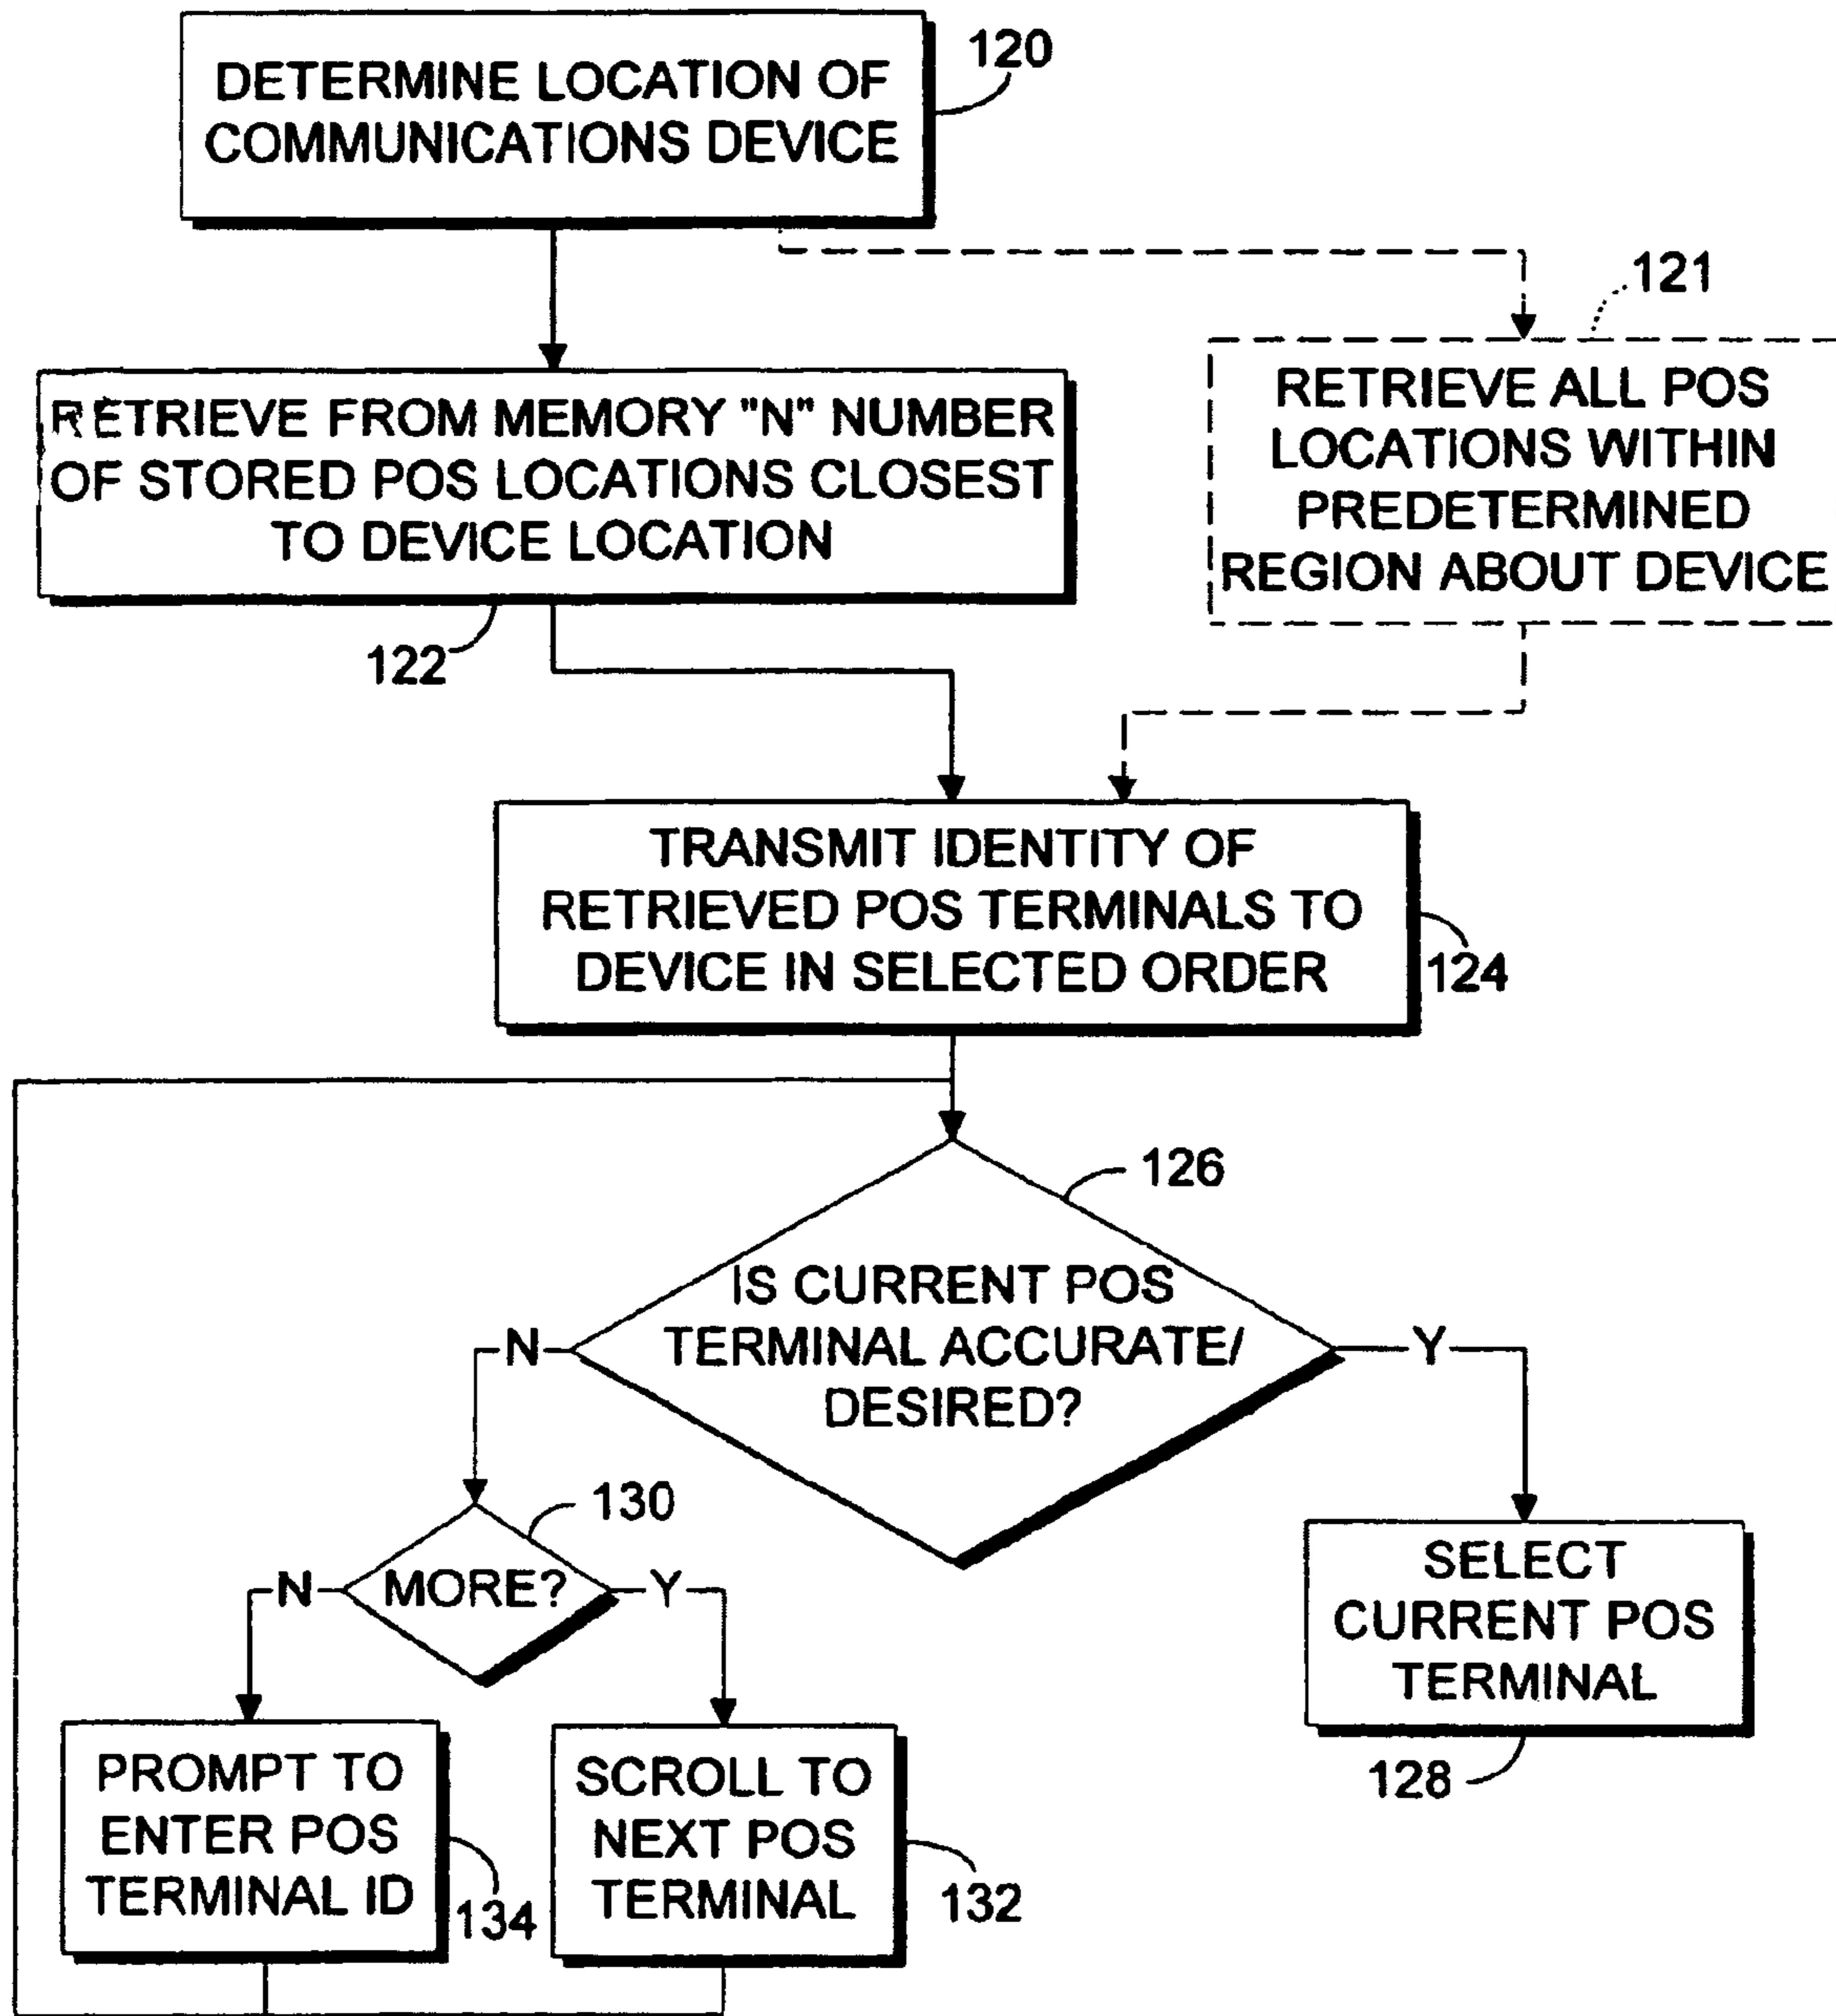 DETERMINE LOCATION OF
COMMUNICATIONS DEVICE
120
121
RETRIEVE FROM MEMORY "N" NUMBER
OF STORED POS LOCATIONS CLOSEST
TO DEVICE LOCATION
122
RETRIEVE ALL POS
LOCATIONS WITHIN
PREDETERMINED
REGION ABOUT DEVICE
TRANSMIT IDENTITY OF
RETRIEVED POS TERMINALS TO
DEVICE IN SELECTED ORDER
124
126
IS CURRENT POS
TERMINAL ACCURATE/
DESIRED?
N
Y
130
MORE?
N
Y
SELECT
CURRENT POS
TERMINAL
128
PROMPT TO
ENTER POS
TERMINAL ID
134
SCROLL TO
NEXT POS
TERMINAL
132